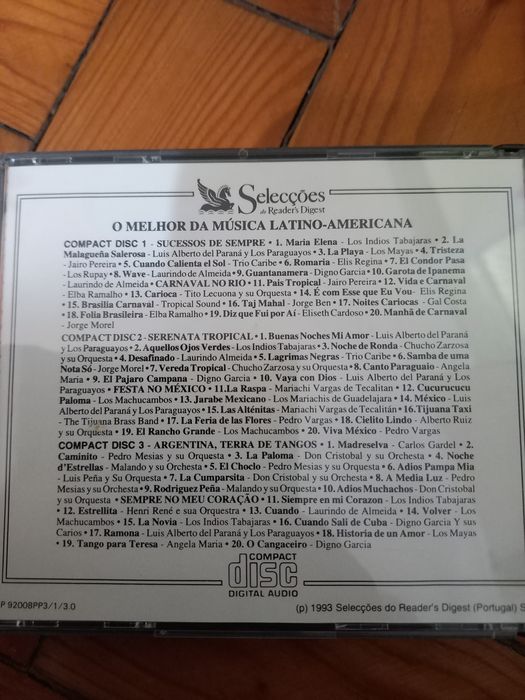 Selecções
do Reader's Digest
O MELHOR DA MÚSICA LATINO-AMERICANA
COMPACT DISC 1 - SUCESSOS DE SEMPRE • 1. Maria Elena - Los Indios Tabajaras • 2. La
Malagueña Salerosa - Luis Alberto del Paraná y Los Paraguayos • 3. La Playa - Los Mayas • 4. Tristeza
- Jairo Pereira • 5. Cuando Calienta el Sol - Trio Caribe • 6. Romaria - Elis Regina • 7. El Condor Pasa
- Los Rupay • 8. Wave - Laurindo de Almeida • 9. Guantanamera - Digno Garcia • 10. Garota de Ipanema
- Laurindo de Almeida • CARNAVAL NO RIO • 11. País Tropical - Jairo Pereira • 12. Vida e Carnaval
- Elba Ramalho • 13. Carioca - Tito Lecuona y su Orquesta • 14. É com Esse que Eu Vou - Elis Regina
• 15. Brasília Carnaval - Tropical Sound • 16. Taj Mahal - Jorge Ben • 17. Noites Cariocas - Gal Costa
• 18. Folia Brasileira - Elba Ramalho • 19. Diz que Fui por Aí - Eliseth Cardoso • 20. Manhã de Carnaval
- Jorge Morel
COMPACT DISC 2 - SERENATA TROPICAL • 1. Buenas Noches Mi Amor - Luis Alberto del Paraná
y Los Paraguayos • 2. Aquellos Ojos Verdes - Los Indios Tabajaras • 3. Noche de Ronda - Chucho Zarzosa
y su Orquesta • 4. Desafinado - Laurindo Almeida • 5. Lagrimas Negras - Trio Caribe • 6. Samba de uma
Nota Só - Jorge Morel • 7. Vereda Tropical - Chucho Zarzosa y su Orquesta • 8. Canto Paraguaio - Angela
Maria • 9. El Pajaro Campana - Digno Garcia • 10. Vaya con Dios - Luis Alberto del Paraná y Los
Paraguayos • FESTA NO MÉXICO • 11. La Raspa - Mariachi Vargas de Tecalitan • 12. Cucurucucu
Paloma - Los Machucambos • 13. Jarabe Mexicano - Los Mariachis de Guadalajara • 14. México - Luis
Alberto del Paraná y Los Paraguayos • 15. Las Alténitas - Mariachi Vargas de Tecalitán • 16. Tijuana Taxi
- The Tijuana Brass Band • 17. La Feria de las Flores - Pedro Vargas • 18. Cielito Lindo - Alberto Ruiz
y su Orquesta • 19. El Rancho Grande - Los Machucambos • 20. Viva México - Pedro Vargas
COMPACT DISC 3 - ARGENTINA, TERRA DE TANGOS • 1. Madreselva - Carlos Gardel • 2.
Caminito - Pedro Mesias y su Orchesta • 3. La Paloma - Don Cristobal y su Orchesta • 4. Noche
d'Estrellas - Malando y su Orchesta • 5. El Choclo - Pedro Mesias y su Orchesta • 6. Adios Pampa Mia
- Luis Peña y Su Orquesta • 7. La Cumparsita - Don Cristobal y su Orchesta • 8. A Media Luz - Pedro
Mesias y su Orchesta • 9. Rodriguez Peña - Malando y su Orchesta • 10. Adios Muchachos - Don Cristobal
y su Orquesta • SEMPRE NO MEU CORAÇÃO • 11. Siempre en mi Corazon - Los Indios Tabajaras
• 12. Estrellita - Henri René e sua Orquestra • 13. Cuando - Laurindo de Almeida • 14. Volver - Los
Machucambos • 15. La Novia - Los Indios Tabajaras • 16. Cuando Sali de Cuba - Digno Garcia Y sus
Carios • 17. Ramona - Luis Alberto del Paraná y Los Paraguayos • 18. Historia de un Amor - Los Mayas
• 19. Tango para Teresa - Angela Maria • 20. O Cangaceiro - Digno Garcia
COMPACT
disc
DIGITAL AUDIO
P 92008PP3/1/3.0
(p) 1993 Selecções do Reader's Digest (Portugal) S